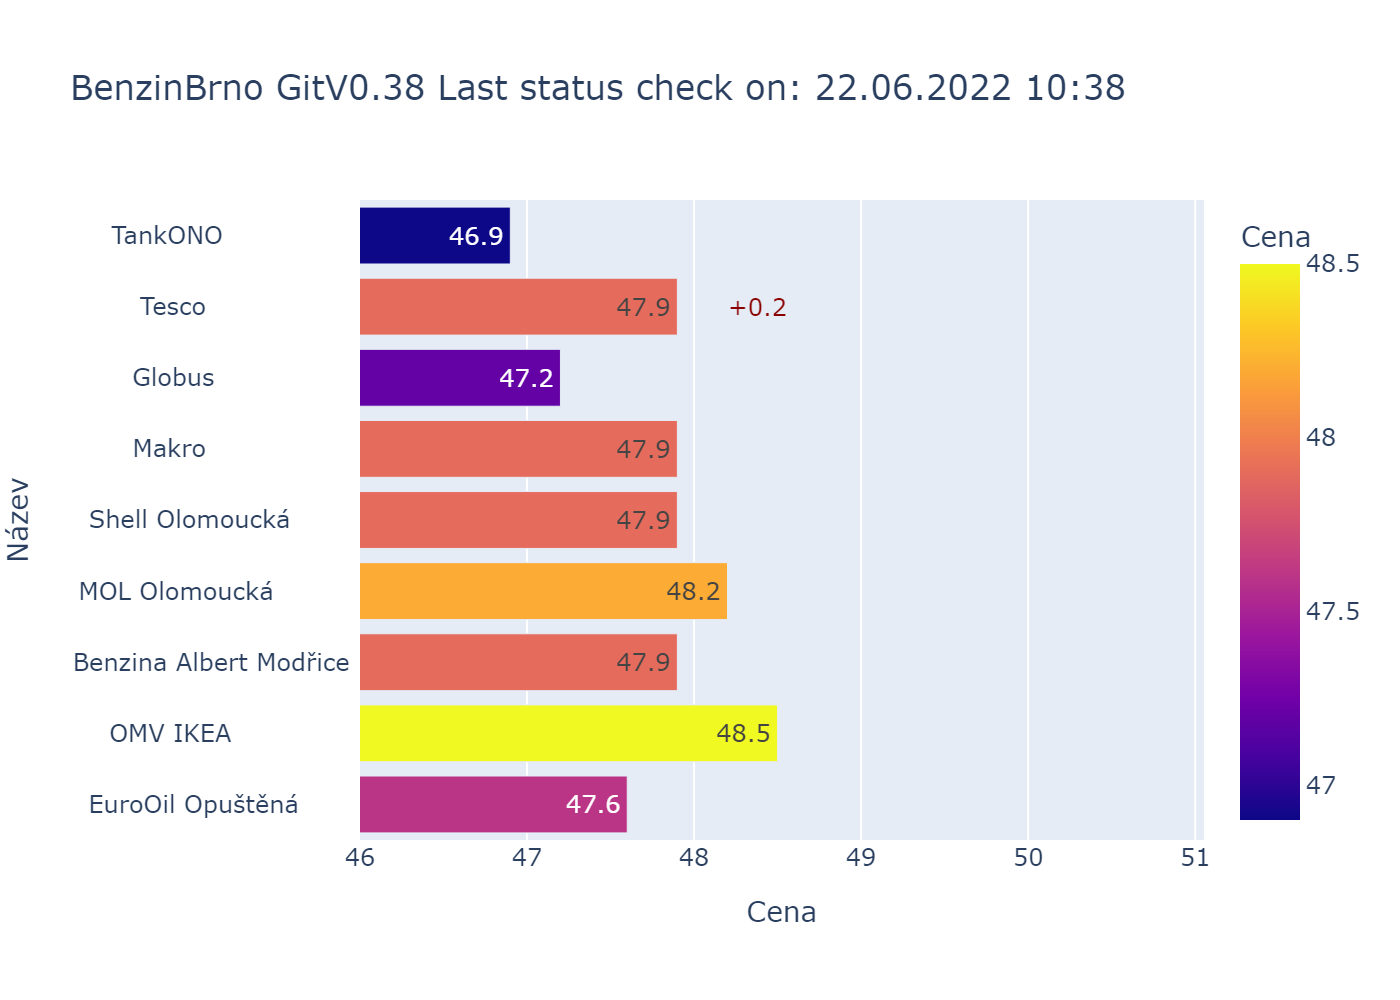 BenzinBrno GitV0.38 Last status check on: 22.06.2022 10:38
Cena
48.5
48
47.5
47
Název
TankONO 46.9
Tesco 47.9 +0.2
Globus 47.2
Makro 47.9
Shell Olomoucká 47.9
MOL Olomoucká 48.2
Benzina Albert Modřice 47.9
OMV IKEA 48.5
EuroOil Opuštěná 47.6
46 47 48 49 50 51
Cena